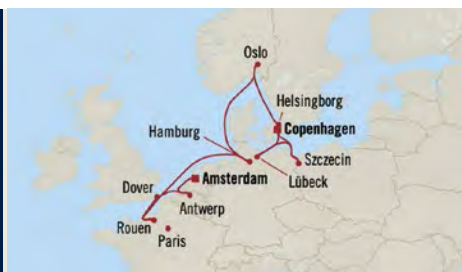 Oslo
Helsingborg
Hamburg
Copenhagen
Szczecin
Dover
Amsterdam
Lübeck
Antwerp
Rouen
Paris